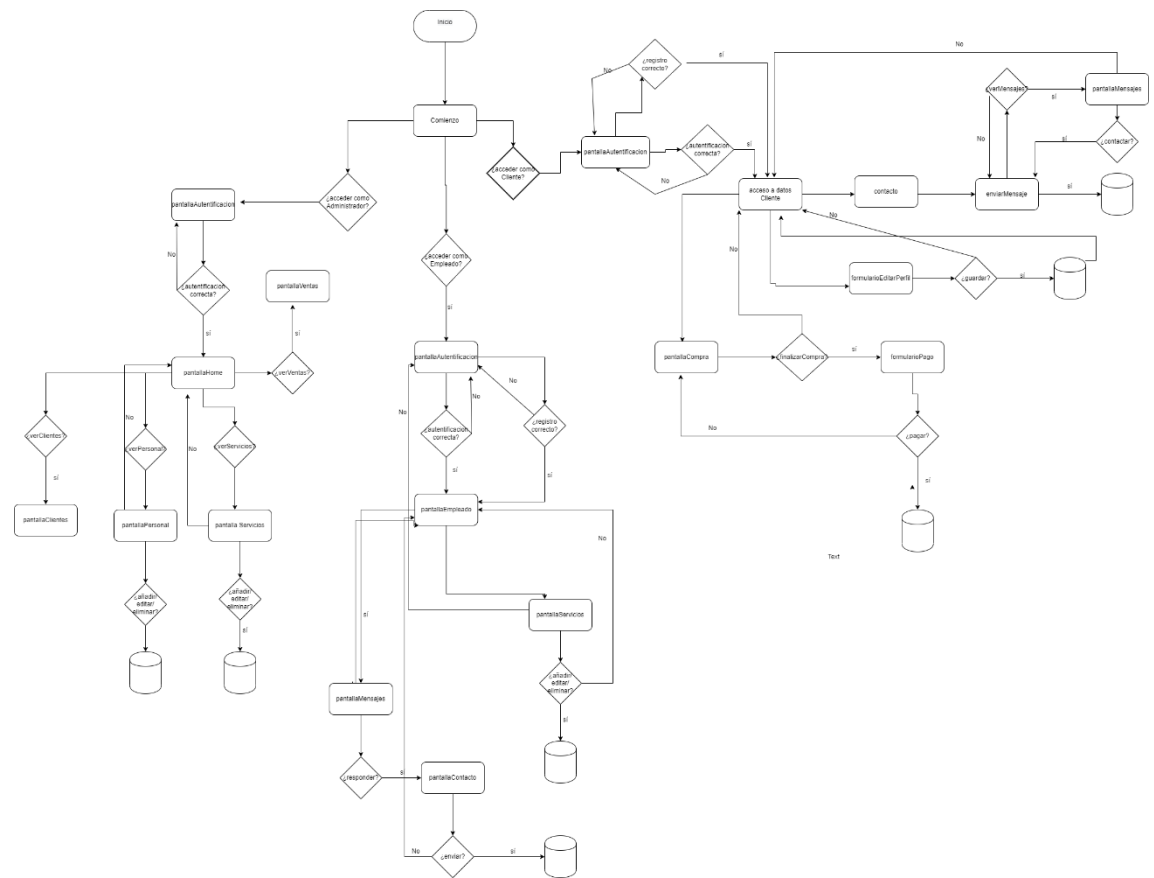 Inicio
¿registro
correcto?
No
sí
No
pantallaMensajes
¿verMensajes?
sí
Comienzo
¿acceder como
Cliente?
pantallaAutentificacion
¿autentificacion
correcta?
sí
No
No
sí
¿contactar?
acceso a datos
Cliente
contacto
enviarMensaje
sí
pantallaAutentificacion
¿acceder como
Administrador?
No
¿autentificacion
correcta?
sí
pantallaVentas
sí
¿acceder como
Empleado?
sí
No
No
formularioEditarPerfil
¿guardar?
sí
pantallaHome
¿verVentas?
pantallaAutentificacion
pantallaCompra
¿finalizarCompra?
sí
formularioPago
No
No
No
No
No
¿verClientes?
¿verPersonal?
¿verServicios?
¿autentificacion
correcta?
¿registro
correcto?
No
¿pagar?
sí
sí
sí
sí
pantallaClientes
pantallaPersonal
pantalla Servicios
pantallaEmpleado
No
Text
¿añadir/
editar/
eliminar?
¿añadir/
editar/
eliminar?
sí
sí
pantallaServicios
¿añadir/
editar/
eliminar?
sí
pantallaMensajes
¿responder?
sí
pantallaContacto
No
¿enviar?
sí